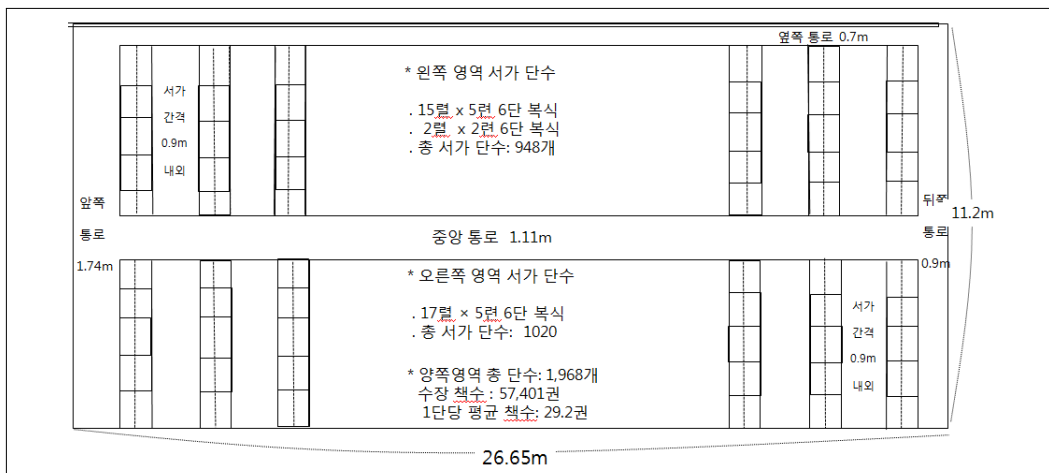 옆쪽 통로 0.7m
* 왼쪽 영역 서가 단수
. 15렬 x 5련 6단 복식
. 2렬 x 2련 6단 복식
. 총 서가 단수: 948개
서가
간격
0.9m
내외
앞쪽
통로
1.74m
중앙 통로 1.11m
뒤쪽
통로
0.9m
11.2m
* 오른쪽 영역 서가 단수
. 17렬 × 5련 6단 복식
. 총 서가 단수: 1020
* 양쪽영역 총 단수: 1,968개
수장 책수 : 57,401권
1단당 평균 책수: 29.2권
서가
간격
0.9m
내외
26.65m